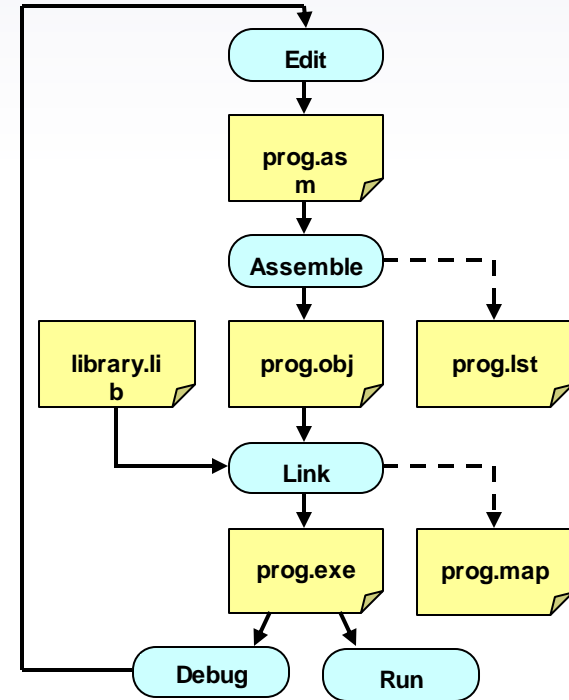 Edit
prog.as
m
Assemble
library.li
b
prog.obj
prog.lst
Link
prog.exe
prog.map
Debug
Run